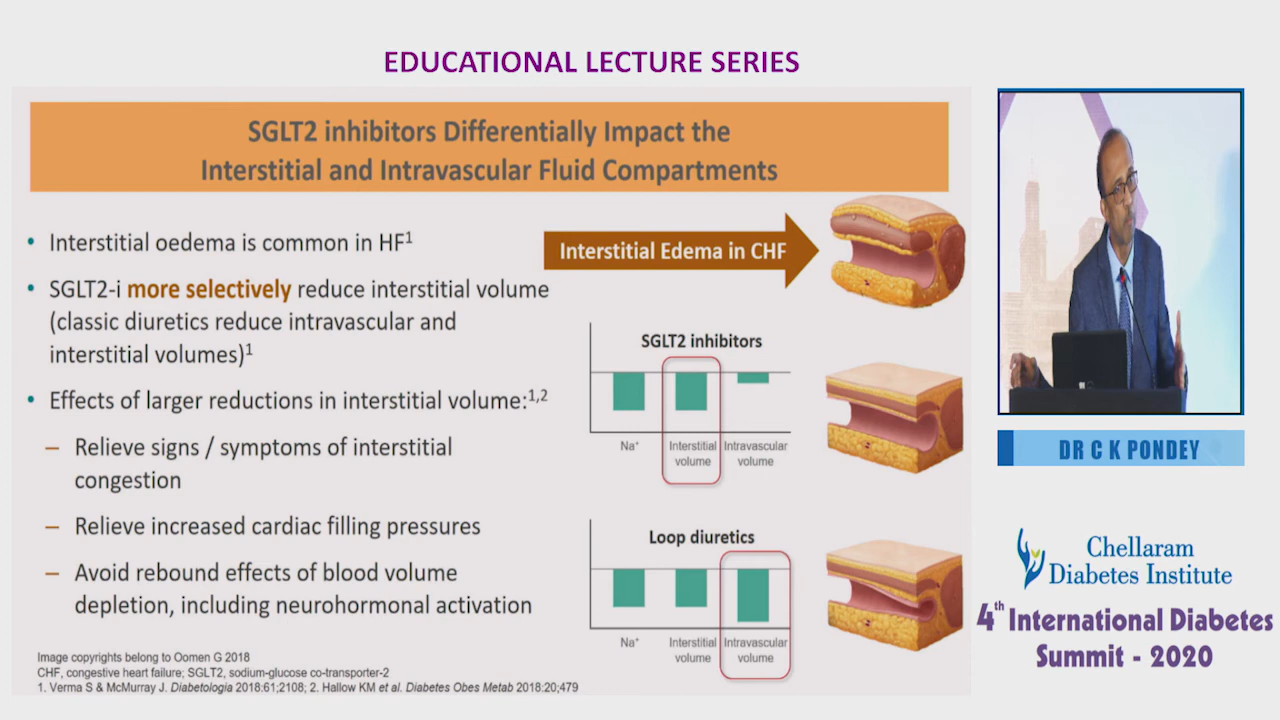 EDUCATIONAL LECTURE SERIES
SGLT2 inhibitors Differentially Impact the
Interstitial and Intravascular Fluid Compartments
• Interstitial oedema is common in HF1
• SGLT2-i more selectively reduce interstitial volume
(classic diuretics reduce intravascular and
interstitial volumes)1
• Effects of larger reductions in interstitial volume:1,2
– Relieve signs / symptoms of interstitial
congestion
– Relieve increased cardiac filling pressures
– Avoid rebound effects of blood volume
depletion, including neurohormonal activation
Interstitial Edema in CHF
SGLT2 inhibitors
Na+
Interstitial
volume
Intravascular
volume
Loop diuretics
Na+
Interstitial
volume
Intravascular
volume
Image copyrights belong to Oomen G 2018
CHF, congestive heart failure; SGLT2, sodium-glucose co-transporter-2
1. Verma S & McMurray J. Diabetologia 2018:61;2108; 2. Hallow KM et al. Diabetes Obes Metab 2018:20;479
DR C K PONDEY
Chellaram
Diabetes Institute
4th International Diabetes
Summit - 2020